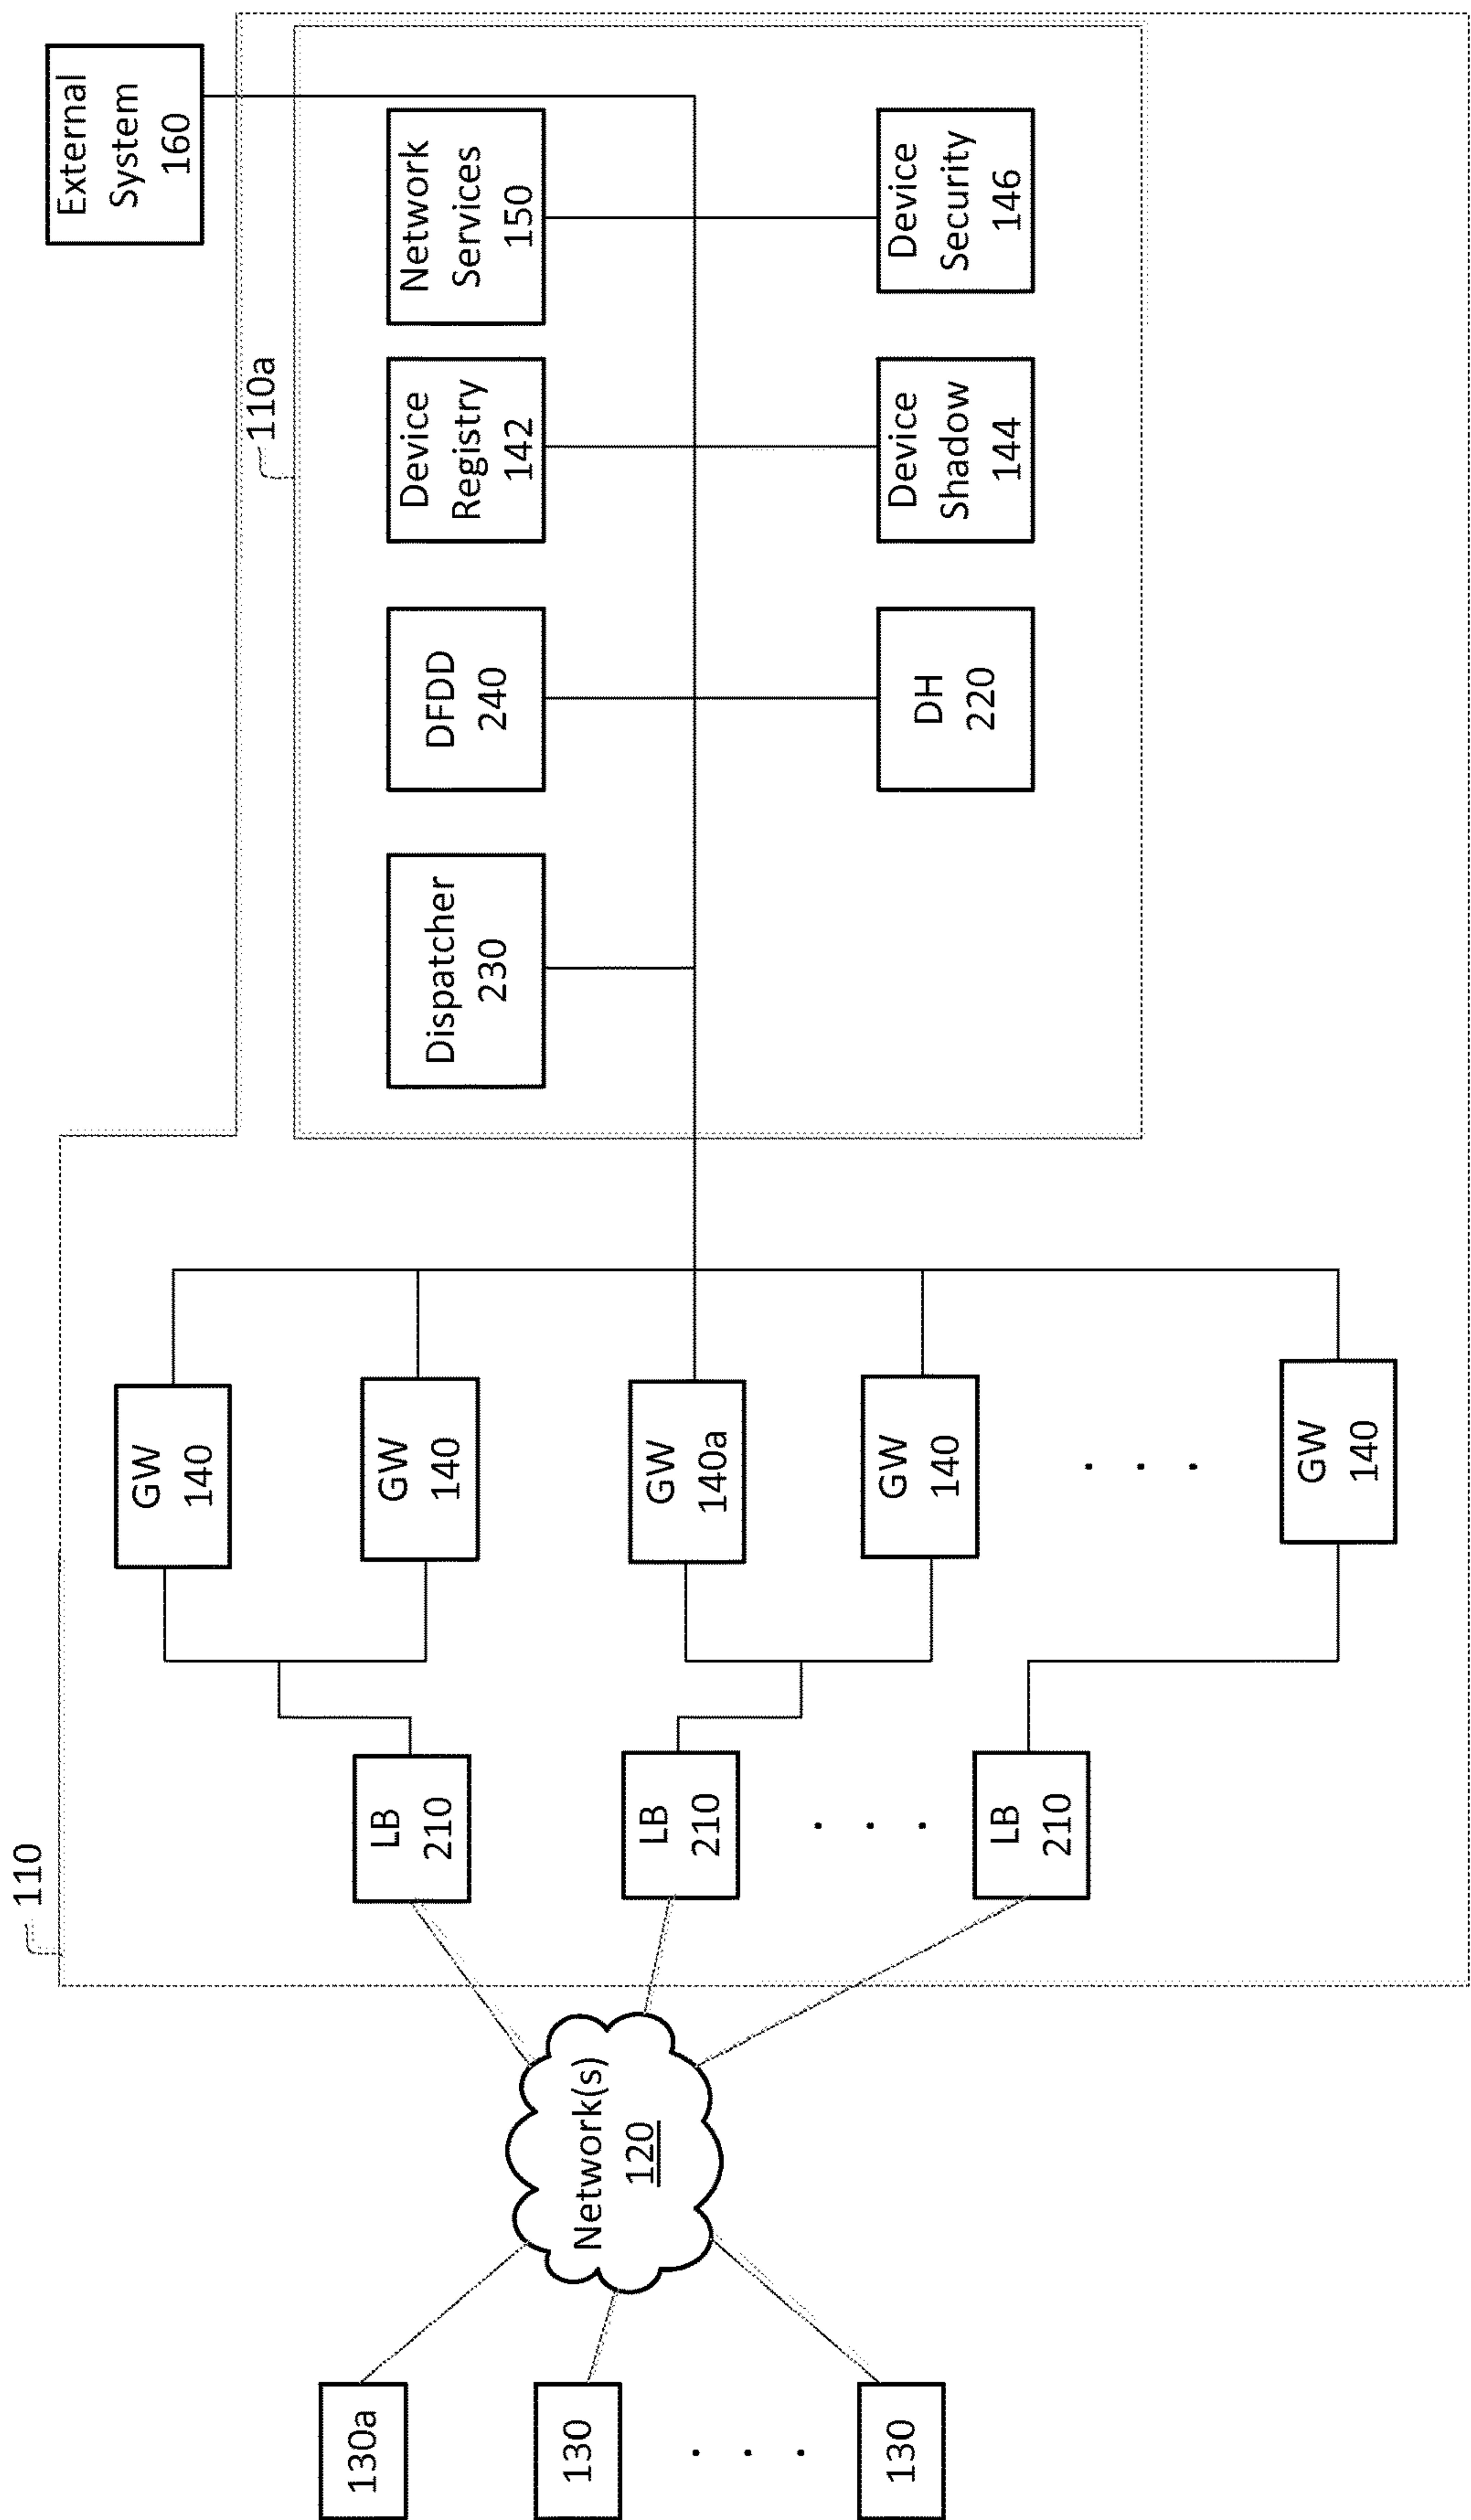 110
110a
External
System
160
130a
130
130
Network(s)
120
LB
210
LB
210
LB
210
GW
140
GW
140
GW
140a
GW
140
GW
140
Dispatcher
230
DFDD
240
Device
Registry
142
Network
Services
150
DH
220
Device
Shadow
144
Device
Security
146